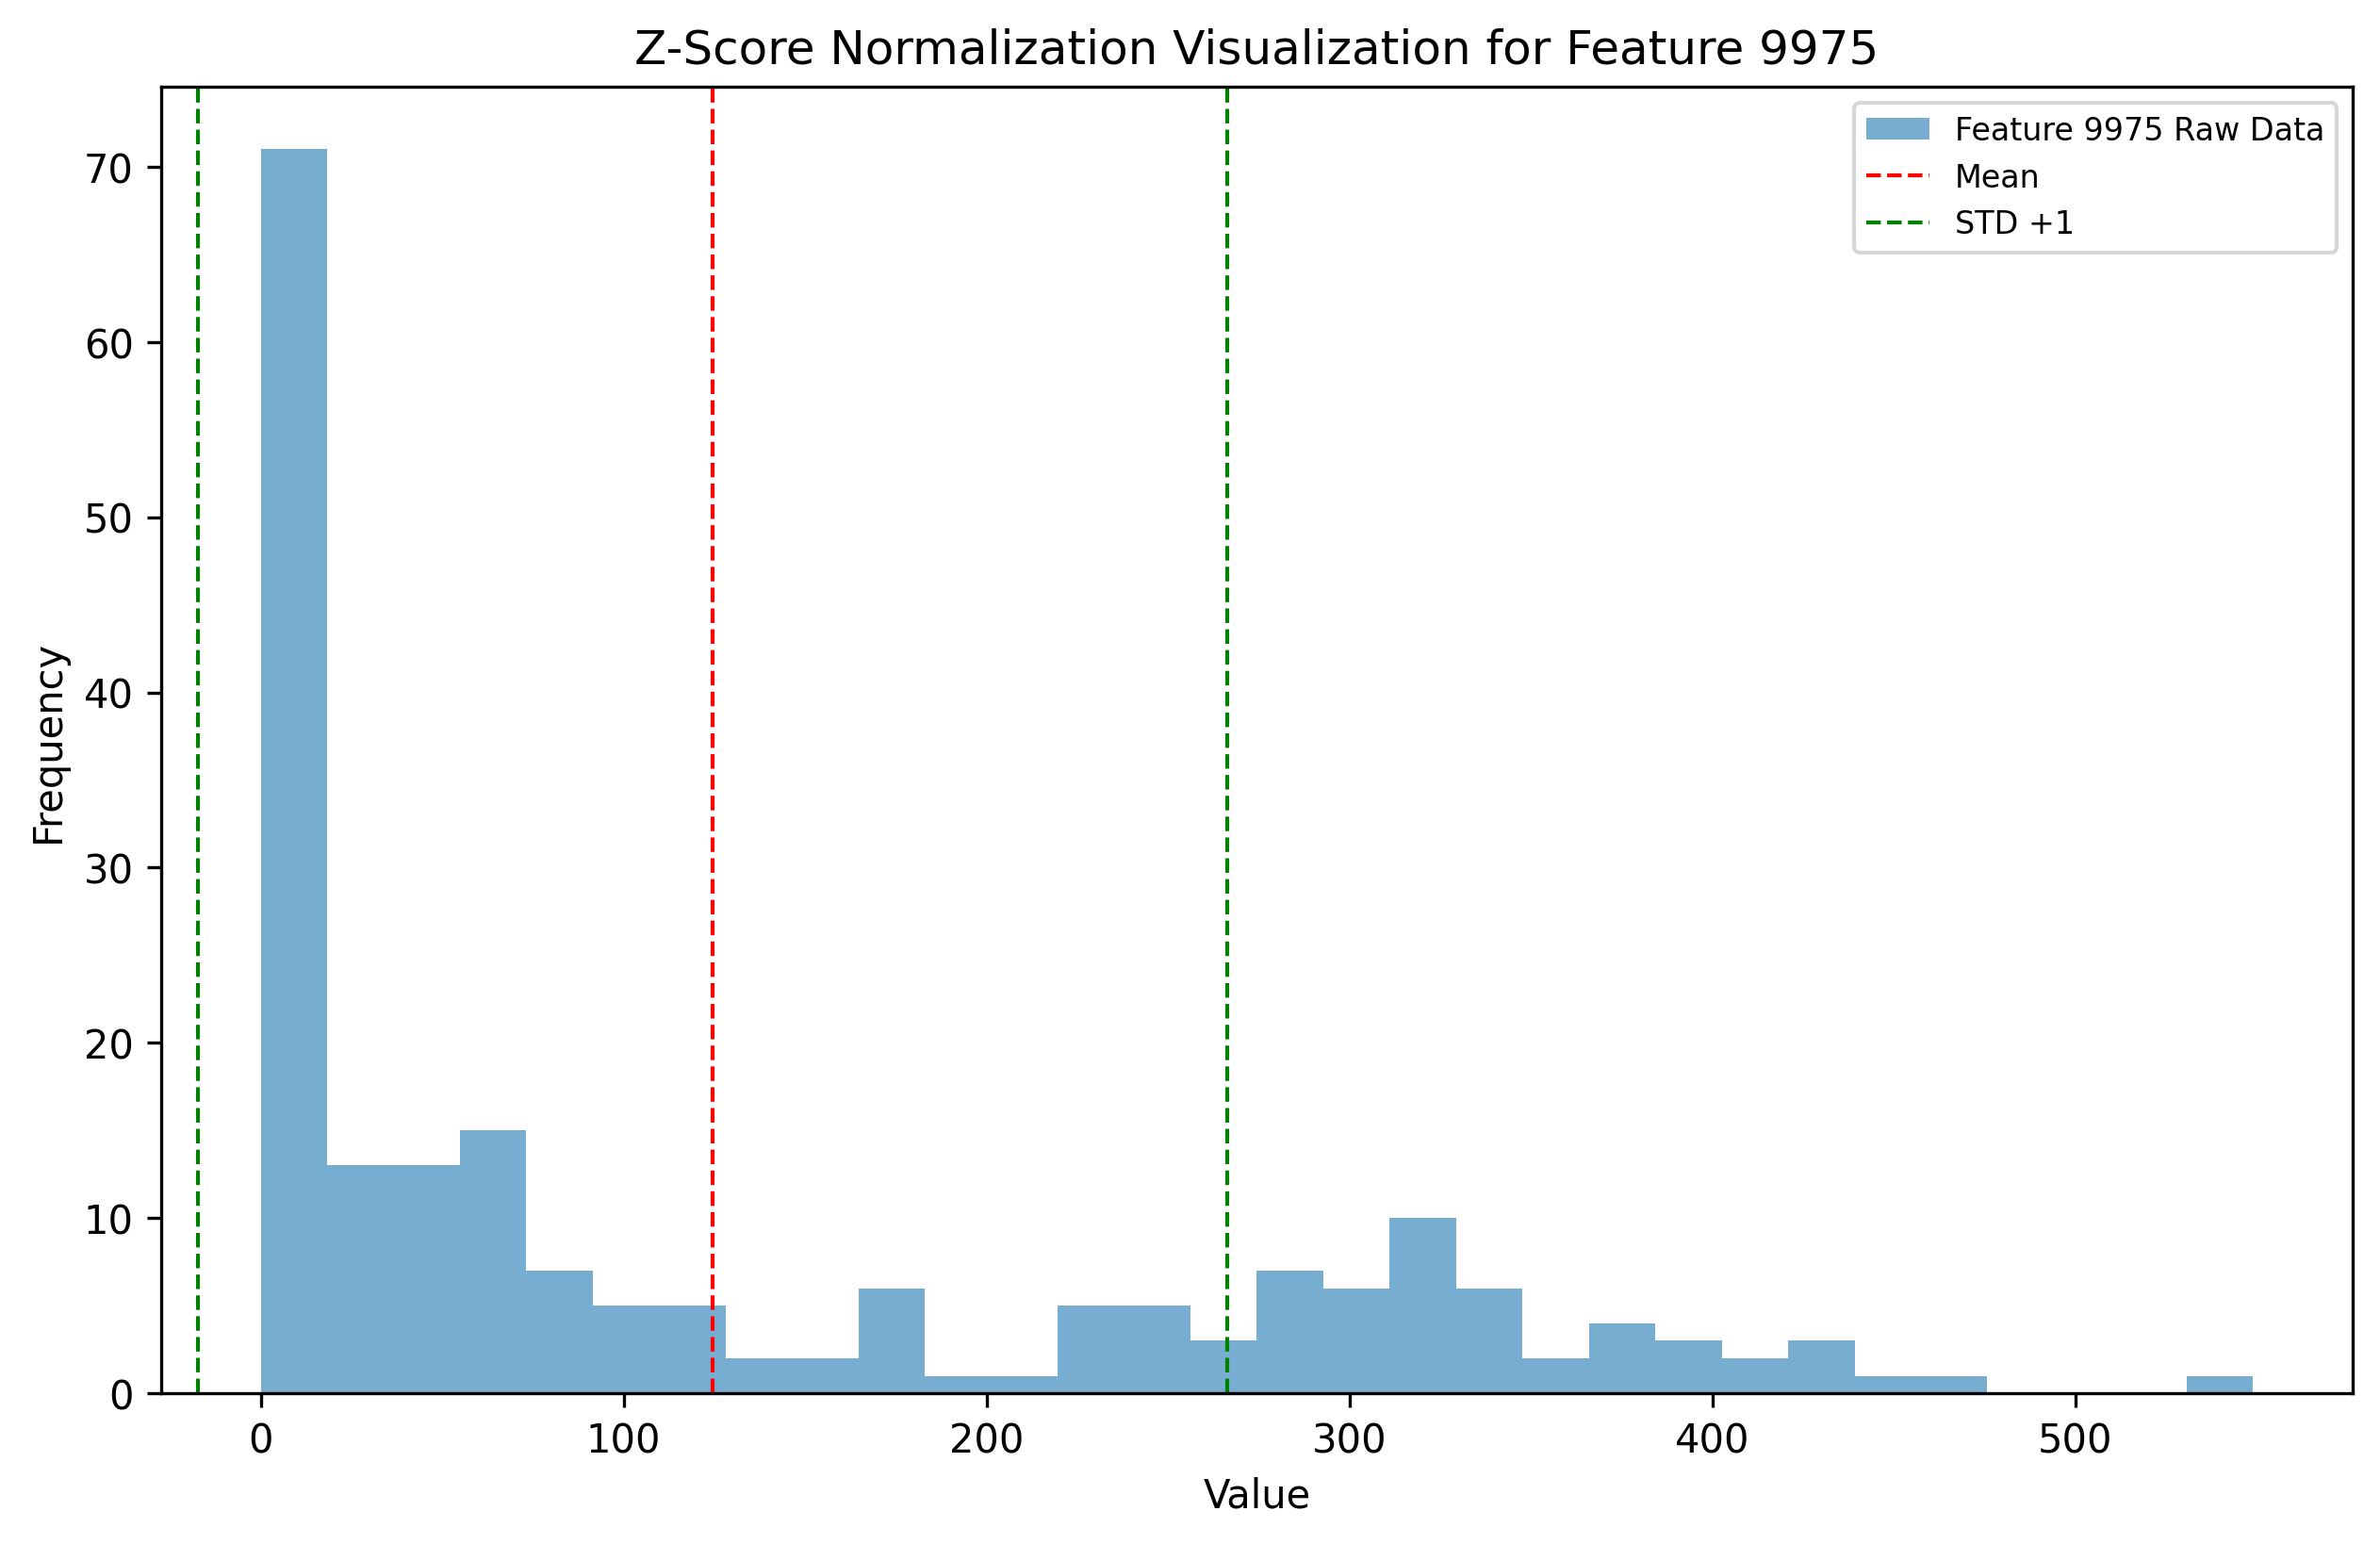 Z-Score Normalization Visualization for Feature 9975
Feature 9975 Raw Data
Mean
STD +1
Frequency
70
60
50
40
30
20
10
0
0 100 200 300 400 500
Value